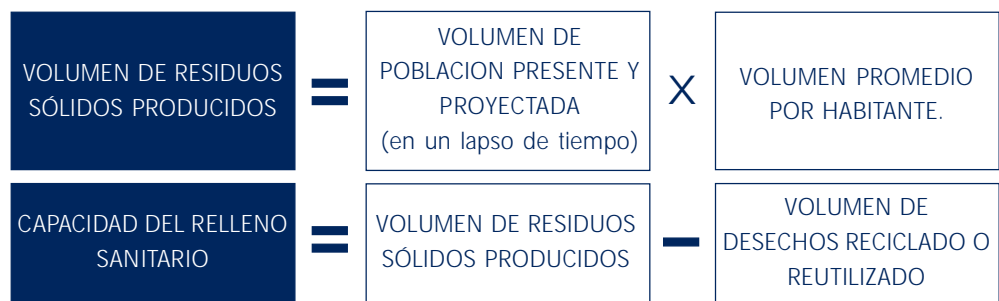 VOLUMEN DE RESIDUOS
SÓLIDOS PRODUCIDOS
=
VOLUMEN DE
POBLACION PRESENTE Y
PROYECTADA
(en un lapso de tiempo)
X
VOLUMEN PROMEDIO
POR HABITANTE.
CAPACIDAD DEL RELLENO
SANITARIO
=
VOLUMEN DE RESIDUOS
SÓLIDOS PRODUCIDOS
-
VOLUMEN DE
DESECHOS RECICLADO O
REUTILIZADO